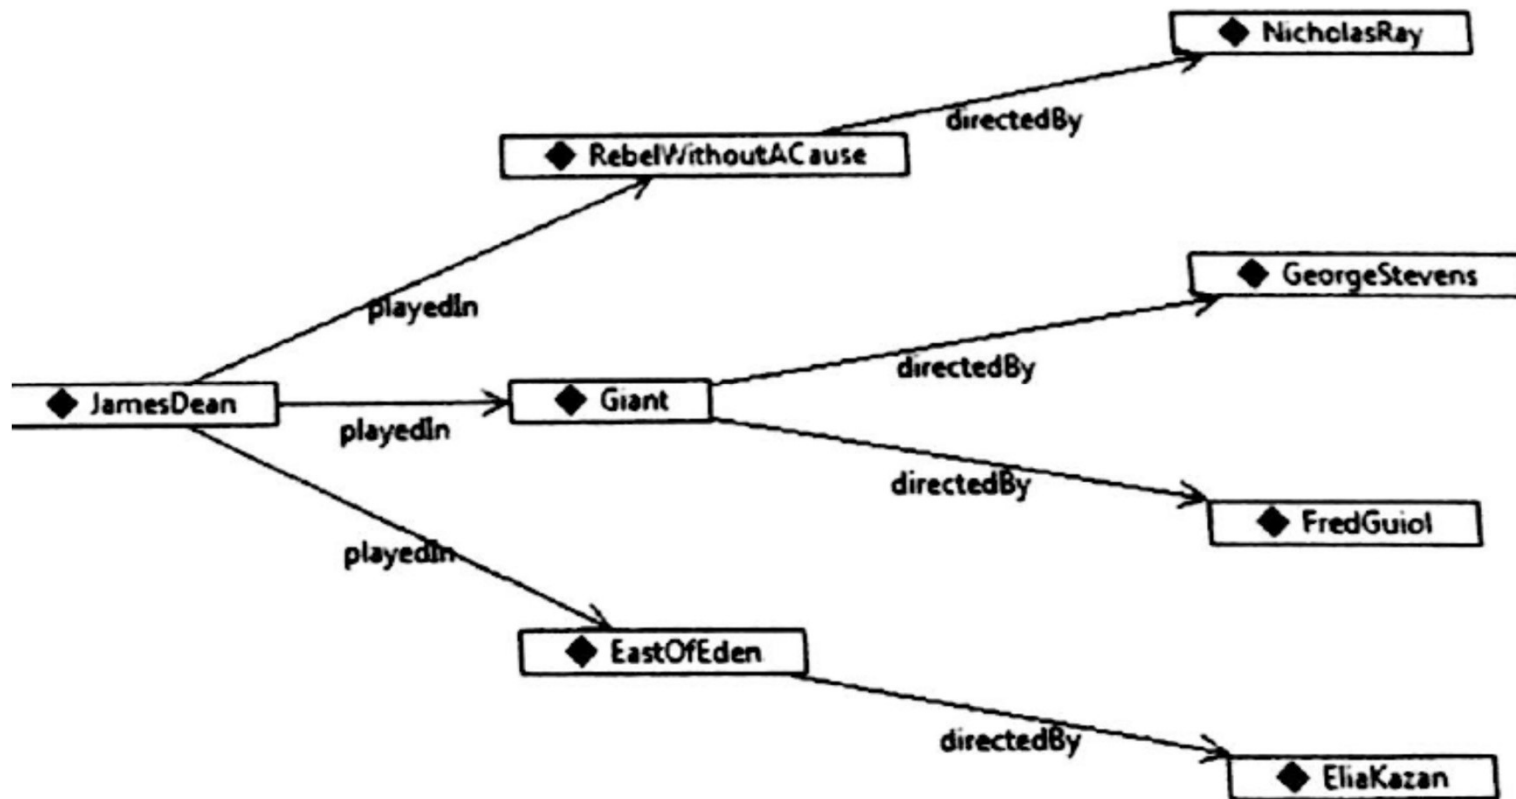 NicholasRay
directedBy
RebelWithoutACause
playedIn
GeorgeStevens
directedBy
JamesDean
Giant
playedIn
directedBy
FredGuiol
playedIn
EastOfEden
directedBy
EliaKazan